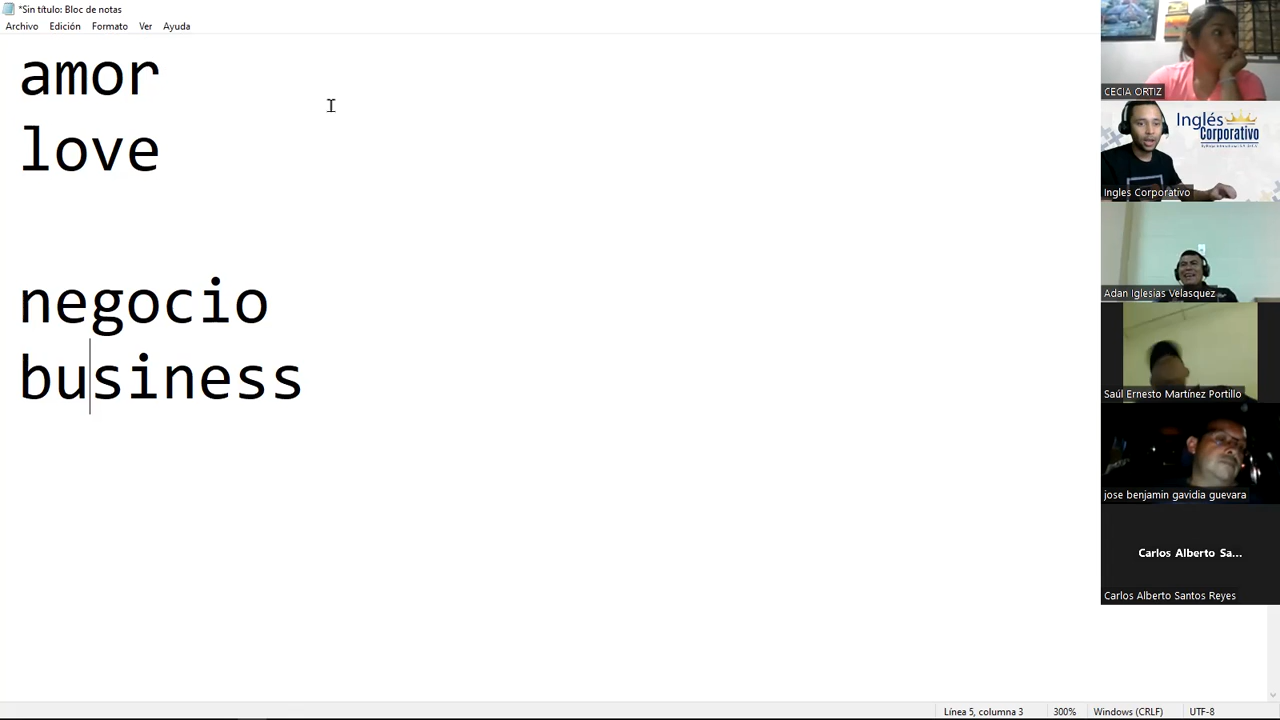 *Sin título: Bloc de notas
Archivo Edición Formato Ver Ayuda
amor
love
negocio
business
CECIA ORTIZ
Inglés
Corporativo
Ingles Corporativo
Adan Iglesias Velasquez
Saúl Ernesto Martínez Portillo
jose benjamin gavidia guevara
Carlos Alberto Sa...
Carlos Alberto Santos Reyes
Línea 5, columna 3 300% Windows (CRLF) UTF-8